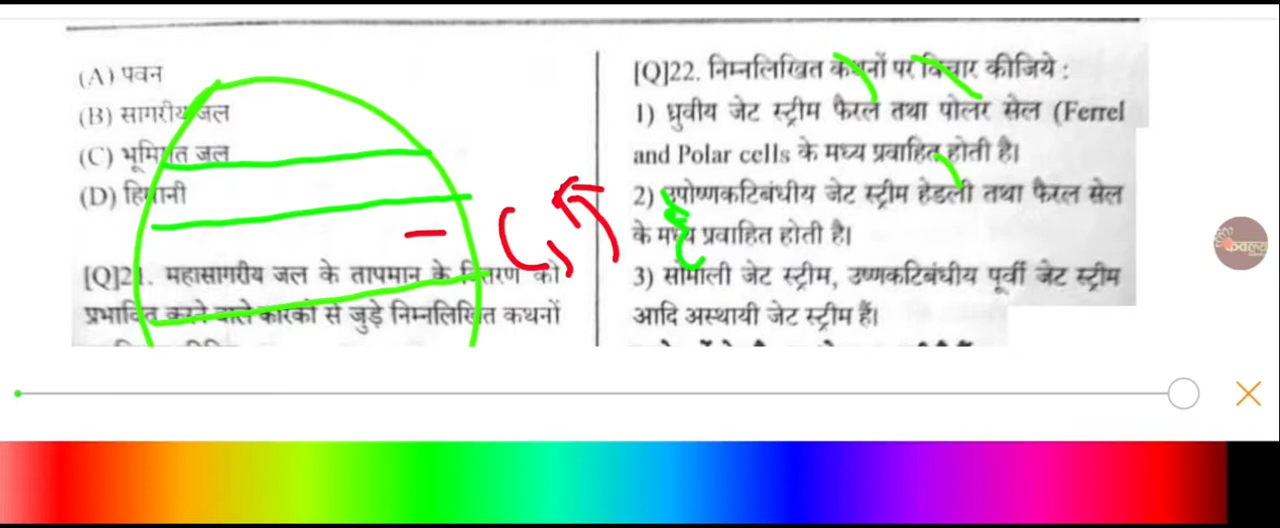 (A) पवन
(B) सागरीय जल
(C) भूमिगत जल
(D) हिमानी
[Q]21. महासागरीय जल के तापमान के वितरण को
प्रभावित करने वाले कारकों से जुड़े निम्नलिखित कथनों
[Q]22. निम्नलिखित कथनों पर विचार कीजिये :
1) ध्रुवीय जेट स्ट्रीम फैरल तथा पोलर सेल (Ferrel
and Polar cells के मध्य प्रवाहित होती है।
2) उपोष्णकटिबंधीय जेट स्ट्रीम हेडली तथा फैरल सेल
के मध्य प्रवाहित होती है।
3) सोमाली जेट स्ट्रीम, उष्णकटिबंधीय पूर्वी जेट स्ट्रीम
आदि अस्थायी जेट स्ट्रीम हैं।
कैवल्य